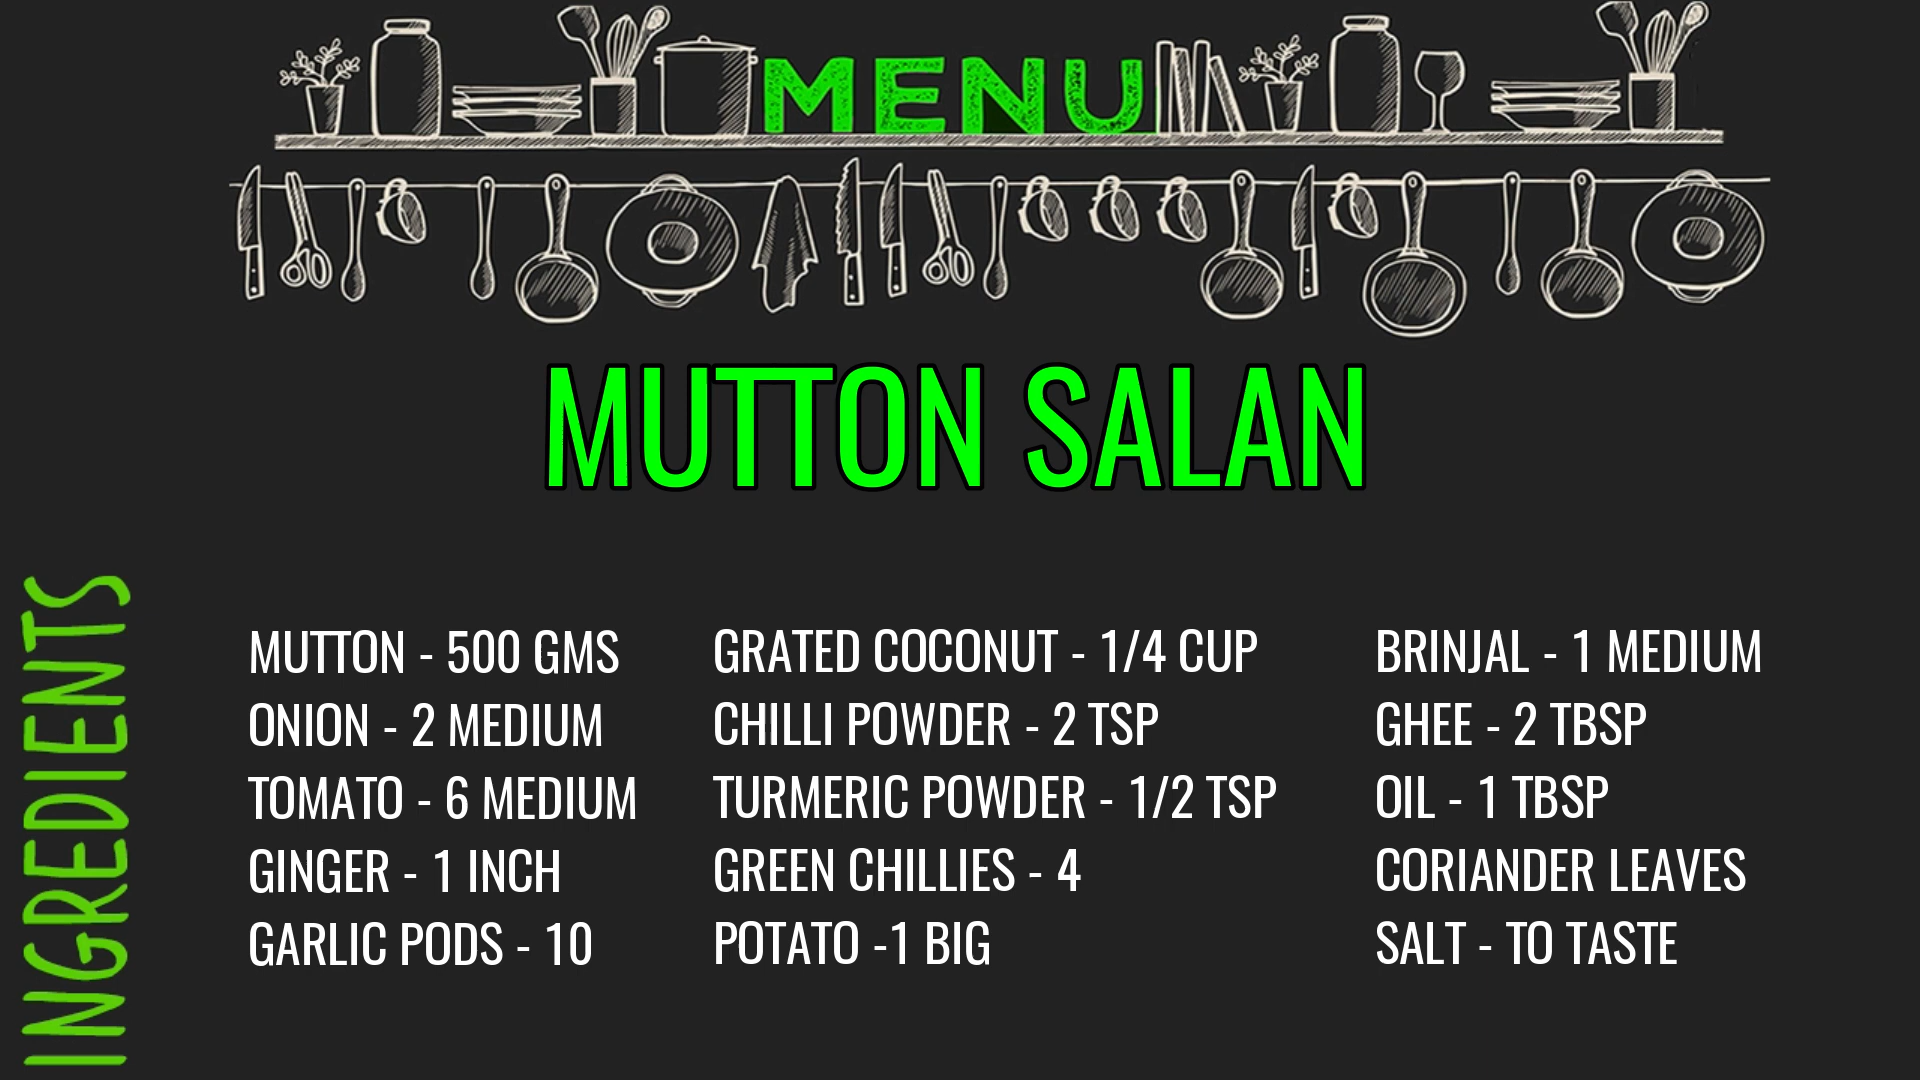 MENU
MUTTON SALAN
INGREDIENTS
MUTTON - 500 GMS
ONION - 2 MEDIUM
TOMATO - 6 MEDIUM
GINGER - 1 INCH
GARLIC PODS - 10
GRATED COCONUT - 1/4 CUP
CHILLI POWDER - 2 TSP
TURMERIC POWDER - 1/2 TSP
GREEN CHILLIES - 4
POTATO -1 BIG
BRINJAL - 1 MEDIUM
GHEE - 2 TBSP
OIL - 1 TBSP
CORIANDER LEAVES
SALT - TO TASTE